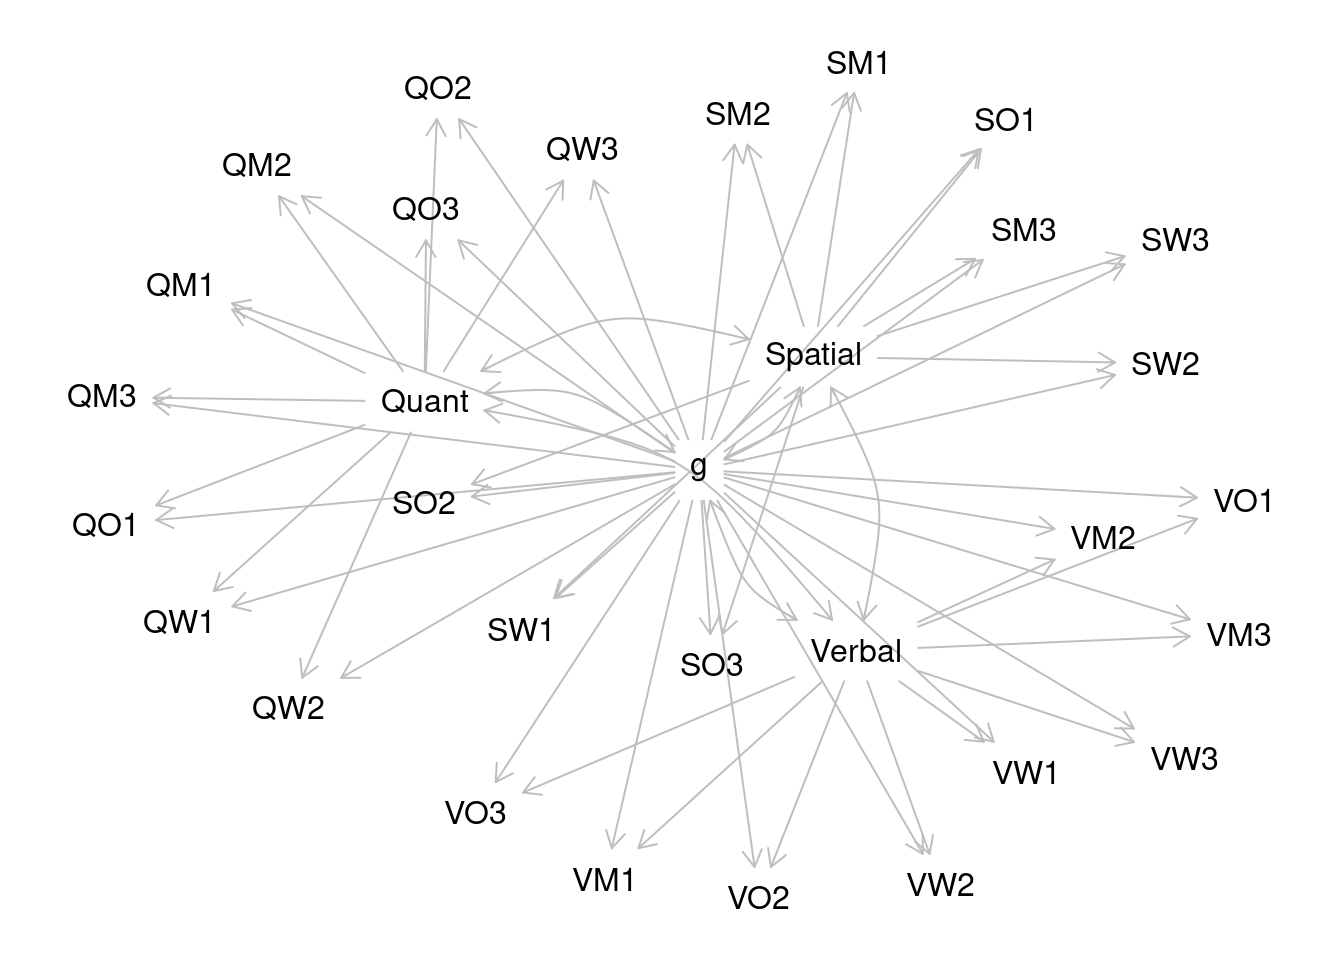 SM1
QO2
SM2
SO1
QW3
QM2
QO3
SM3
SW3
QM1
Spatial
SW2
QM3
Quant
g
SO2
VO1
QO1
VM2
QW1
SW1
VM3
Verbal
SO3
QW2
VW3
VW1
VO3
VM1
VW2
VO2